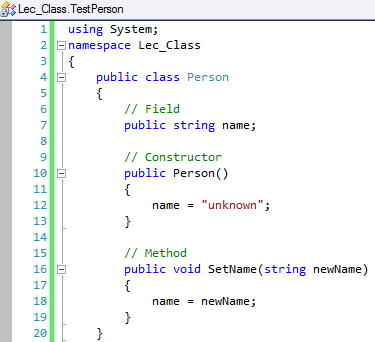 Lec_Class.TestPerson
1 using System;
2 namespace Lec_Class
3 {
4     public class Person
5     {
6         // Field
7         public string name;
8
9         // Constructor
10         public Person()
11         {
12             name = "unknown";
13         }
14
15         // Method
16         public void SetName(string newName)
17         {
18             name = newName;
19         }
20     }